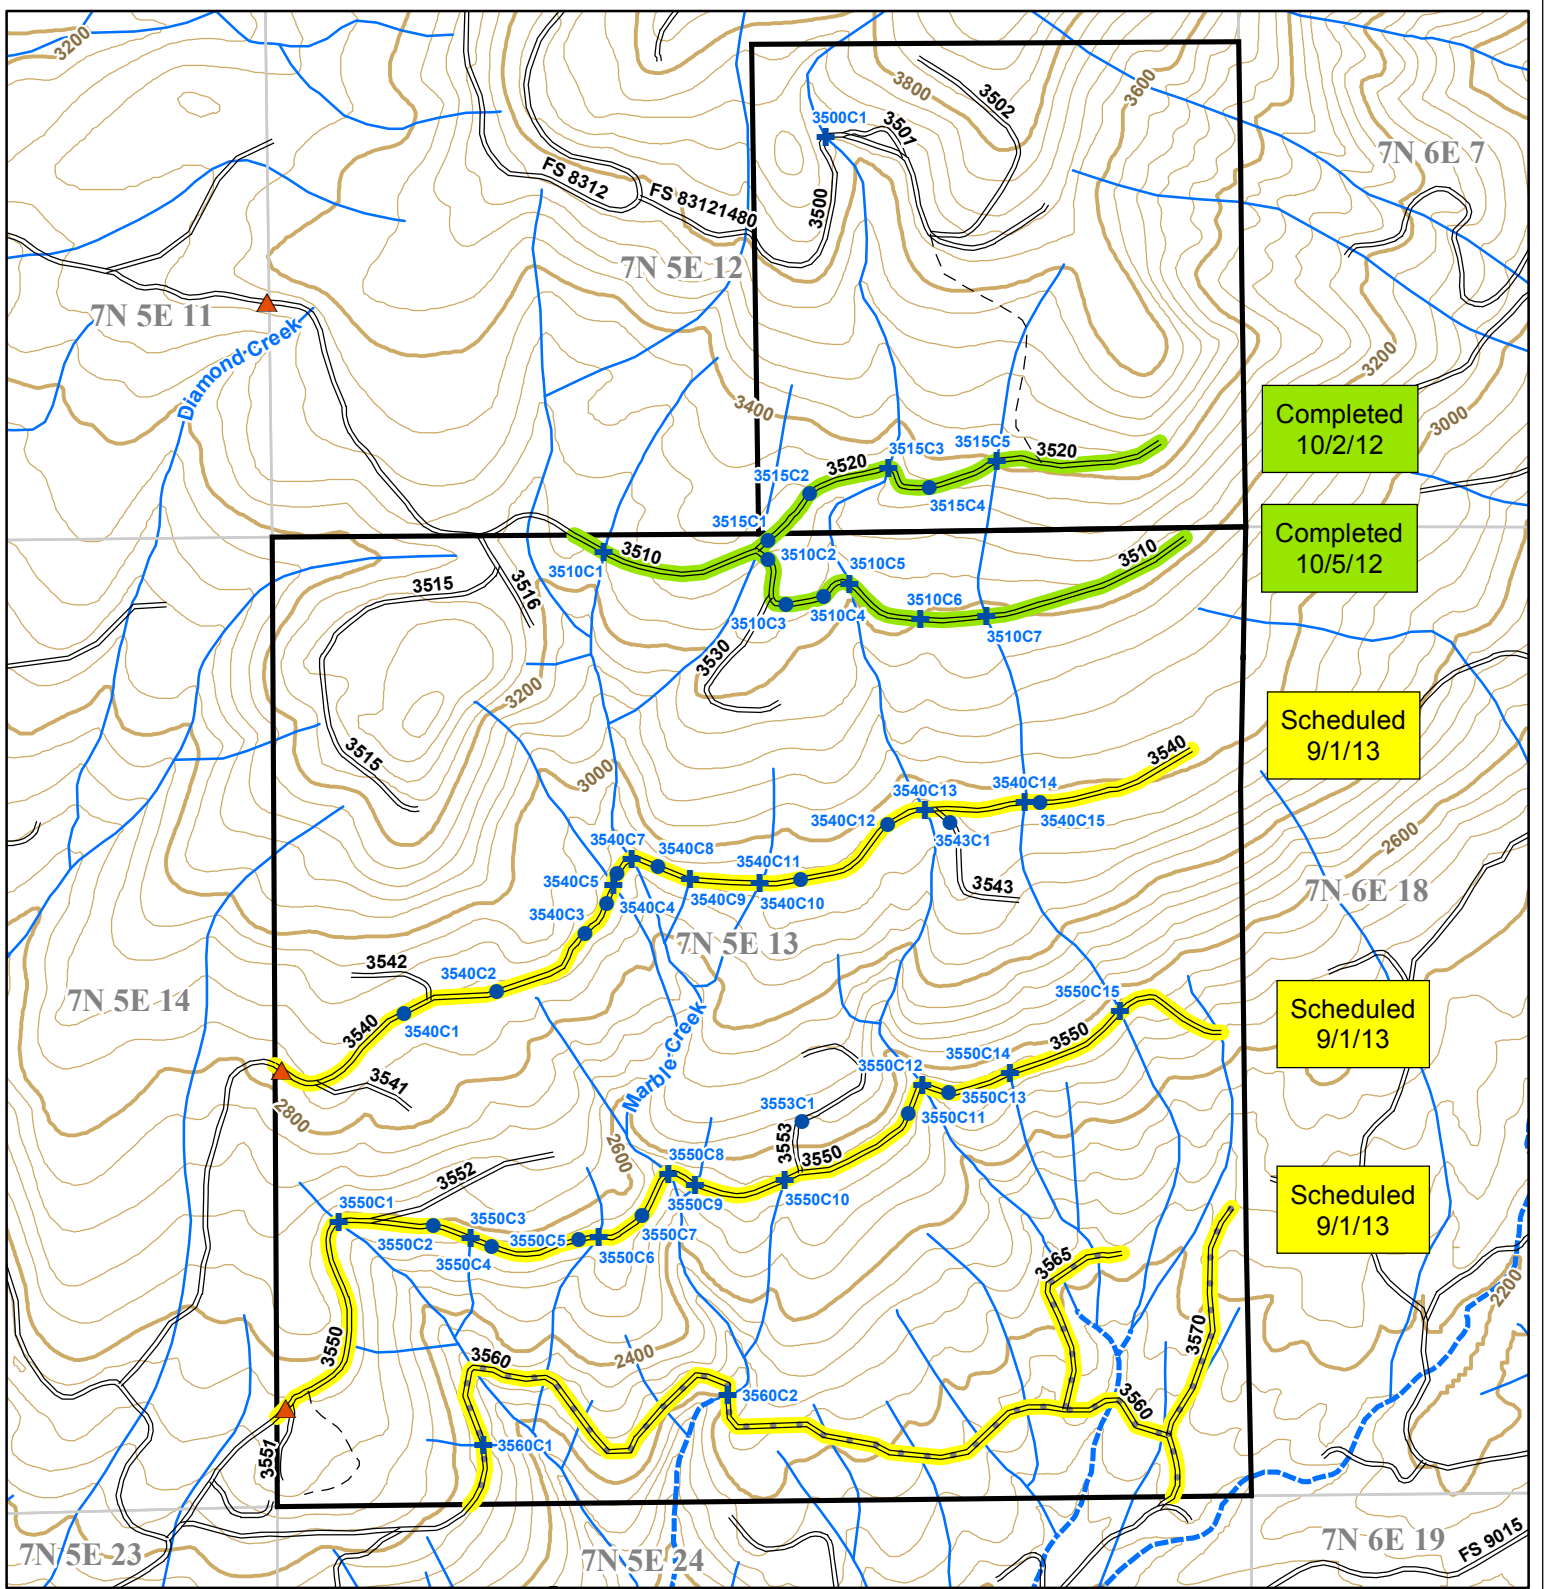 3200
3800
3502
3600
3500C1
3501
7N 6E 7
FS 8312
FS 83121480
3500
7N 5E 12
7N 5E 11
Diamond Creek
3200
3400
3000
Completed
10/2/12
3515C3
3515C5
3520
3520
3515C2
3515C4
3515C1
3510
3510C2
3510
3510C1
3510C5
Completed
10/5/12
3515
3516
3510C6
3510C3
3510C4
3510C7
3530
3200
Scheduled
9/1/13
3515
3000
3540
3540C14
3540C13
3540C12
3540C15
3543C1
3540C7
3540C8
3540C11
2600
3540C5
3543
7N 6E 18
3540C4
3540C9
3540C10
3540C3
7N 5E 13
3542
3540C2
7N 5E 14
3550C15
Scheduled
9/1/13
3540C1
3540
Marble Creek
3550
3550C14
3550C12
3541
3550C13
2800
3553C1
3550C11
2600
3553
3550C8
3550
3552
3550C1
3550C9
3550C10
Scheduled
9/1/13
3550C3
3550C2
3550C5
3550C7
3550C4
3550C6
3565
2200
3550
3570
3560
2400
3560C2
3560
3560C1
3551
7N 5E 23
7N 5E 24
7N 6E 19
FS 9015